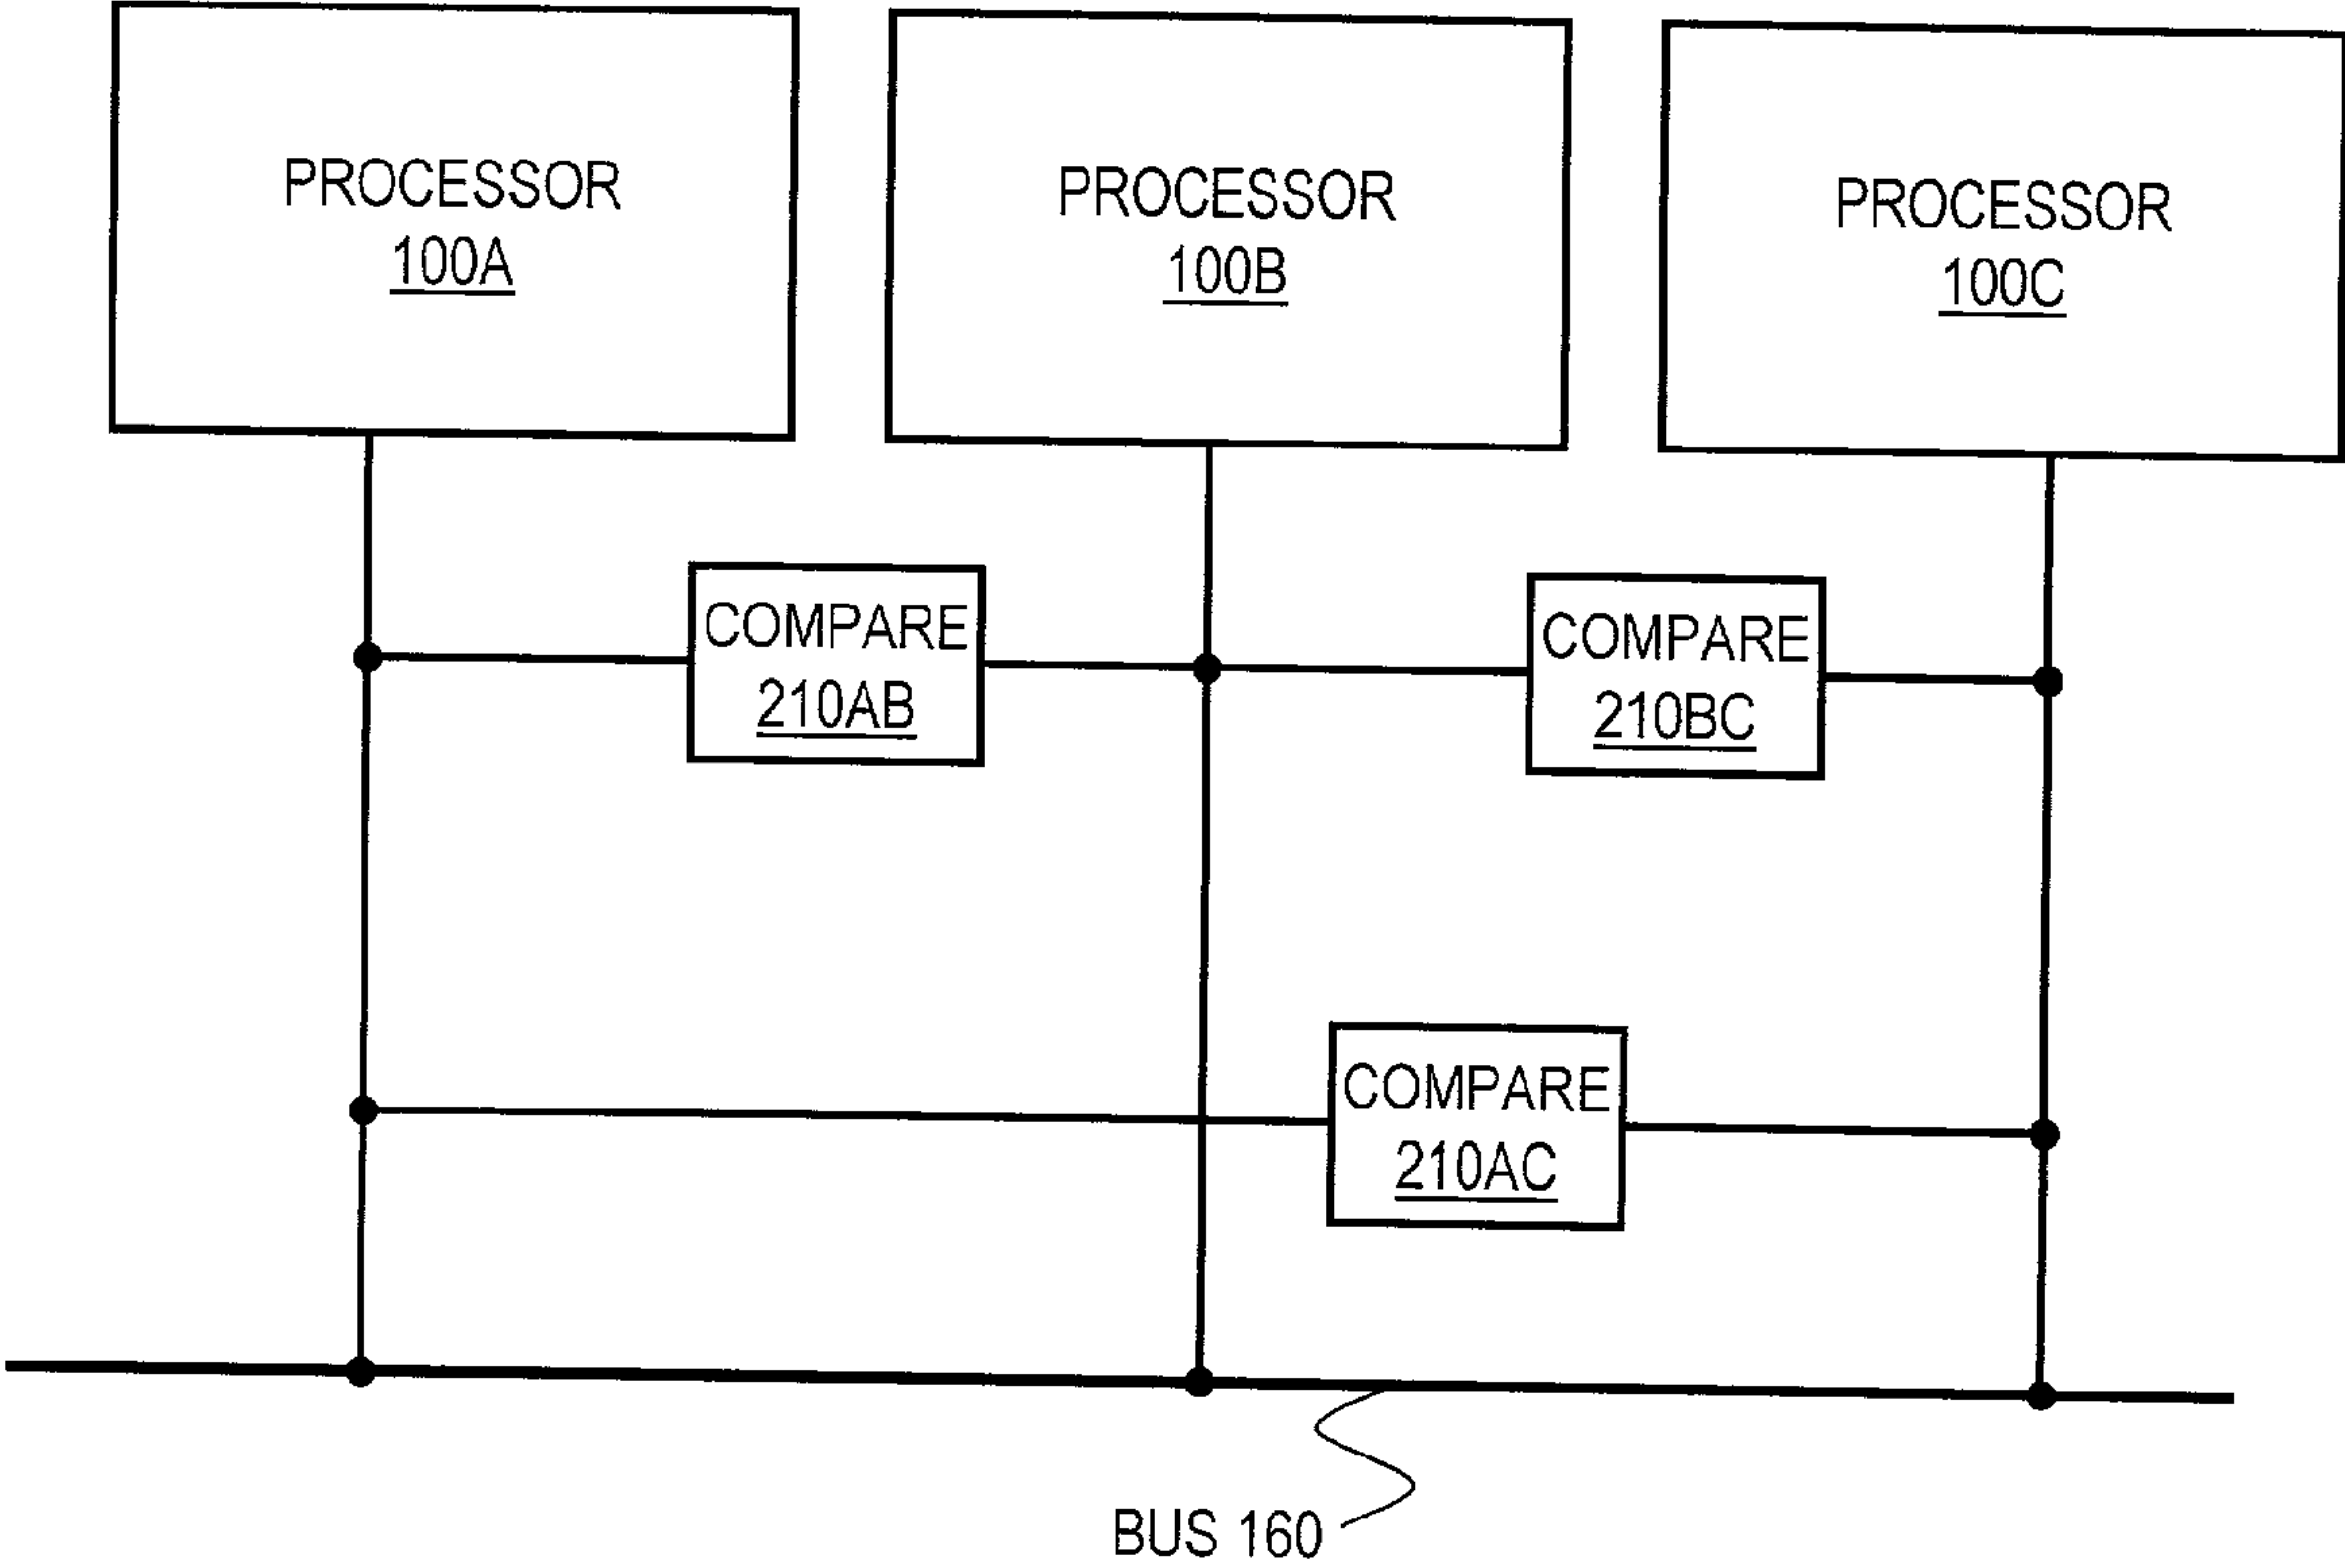 PROCESSOR
100A
PROCESSOR
100B
PROCESSOR
100C
COMPARE
210AB
COMPARE
210BC
COMPARE
210AC
BUS 160